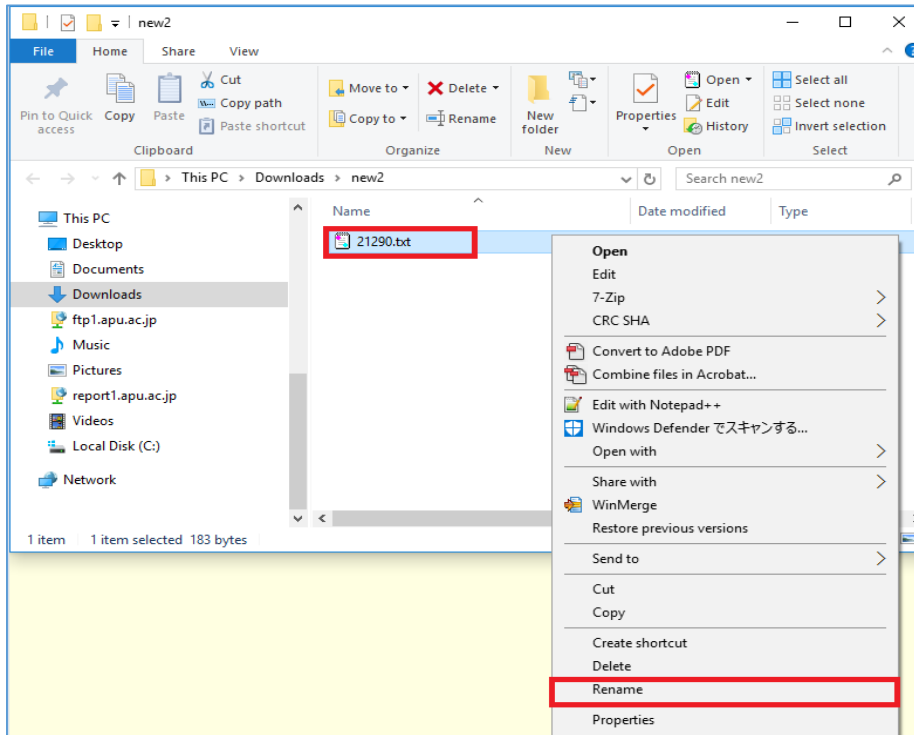 new2
File Home Share View
Pin to Quick access
Copy
Paste
Cut
Copy path
Paste shortcut
Clipboard
Move to
Copy to
Delete
Rename
Organize
New folder
New
Properties
Open
Edit
History
Open
Select all
Select none
Invert selection
Select
This PC > Downloads > new2
Search new2
This PC
Desktop
Documents
Downloads
ftp1.apu.ac.jp
Music
Pictures
report1.apu.ac.jp
Videos
Local Disk (C:)
Network
Name Date modified Type
21290.txt
Open
Edit
7-Zip
CRC SHA
Convert to Adobe PDF
Combine files in Acrobat...
Edit with Notepad++
Windows Defender でスキャンする...
Open with
Share with
WinMerge
Restore previous versions
Send to
Cut
Copy
Create shortcut
Delete
Rename
Properties
1 item 1 item selected 183 bytes